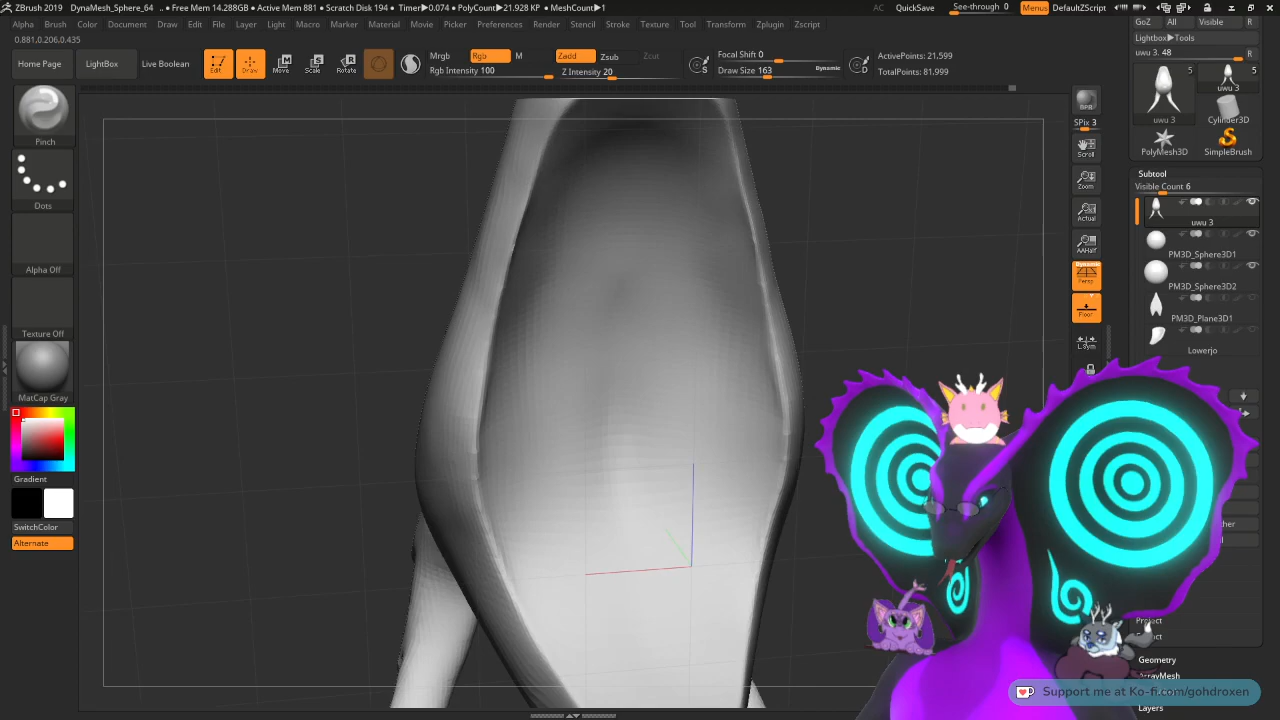 ZBrush 2019 DynaMesh_Sphere_64 .. • Free Mem 14.288GB • Active Mem 881 • Scratch Disk 194 • Timer▶0.074 • PolyCount▶21.928 KP • MeshCount▶1 AC QuickSave See-through 0 Menus DefaultZScript
Alpha Brush Color Document Draw Edit File Layer Light Macro Marker Material Movie Picker Preferences Render Stencil Stroke Texture Tool Transform Zplugin Zscript
0.881,0.206,0.435
GoZ All Visible R
Lightbox▶Tools
uwu 3. 48 R
Home Page LightBox Live Boolean Edit Draw Move Scale Rotate
Mrgb Rgb M Zadd Zsub Zcut Focal Shift 0 ActivePoints: 21.599
Rgb Intensity 100 Z Intensity 20 Draw Size 163 Dynamic TotalPoints: 81.999
S D
5 5
uwu 3
uwu 3 Cylinder3D
PolyMesh3D SimpleBrush
Pinch
Dots
Alpha Off
Texture Off
MatCap Gray
Gradient
SwitchColor
Alternate
BPR
SPix 3
Scroll
Zoom
Actual
AAHalf
Dynamic
Persp
Floor
L.Sym
Subtool
Visible Count 6
uwu 3
PM3D_Sphere3D1
PM3D_Sphere3D2
PM3D_Plane3D1
Lowerjo
Project
Geometry
ArrayMesh
Layers
Support me at Ko-fi.com/gohdroxen